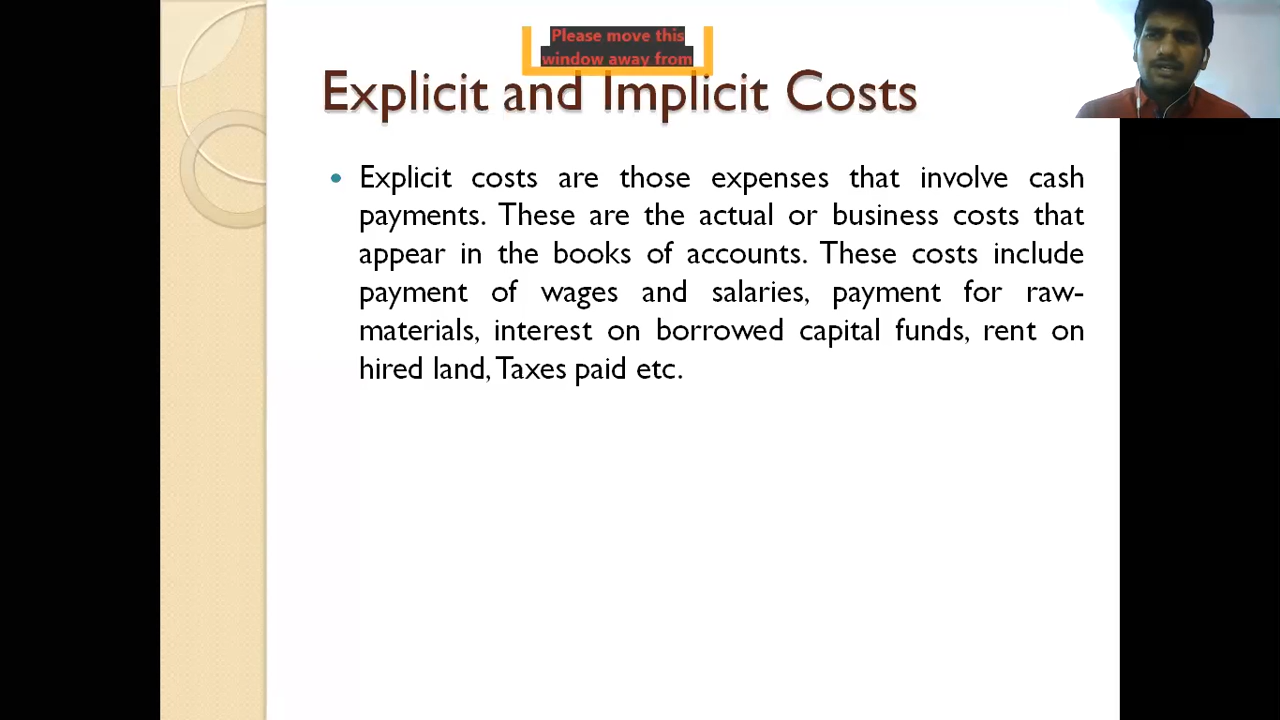 Please move this
window away from
Explicit and Implicit Costs
• Explicit costs are those expenses that involve cash
payments. These are the actual or business costs that
appear in the books of accounts. These costs include
payment of wages and salaries, payment for raw-
materials, interest on borrowed capital funds, rent on
hired land, Taxes paid etc.